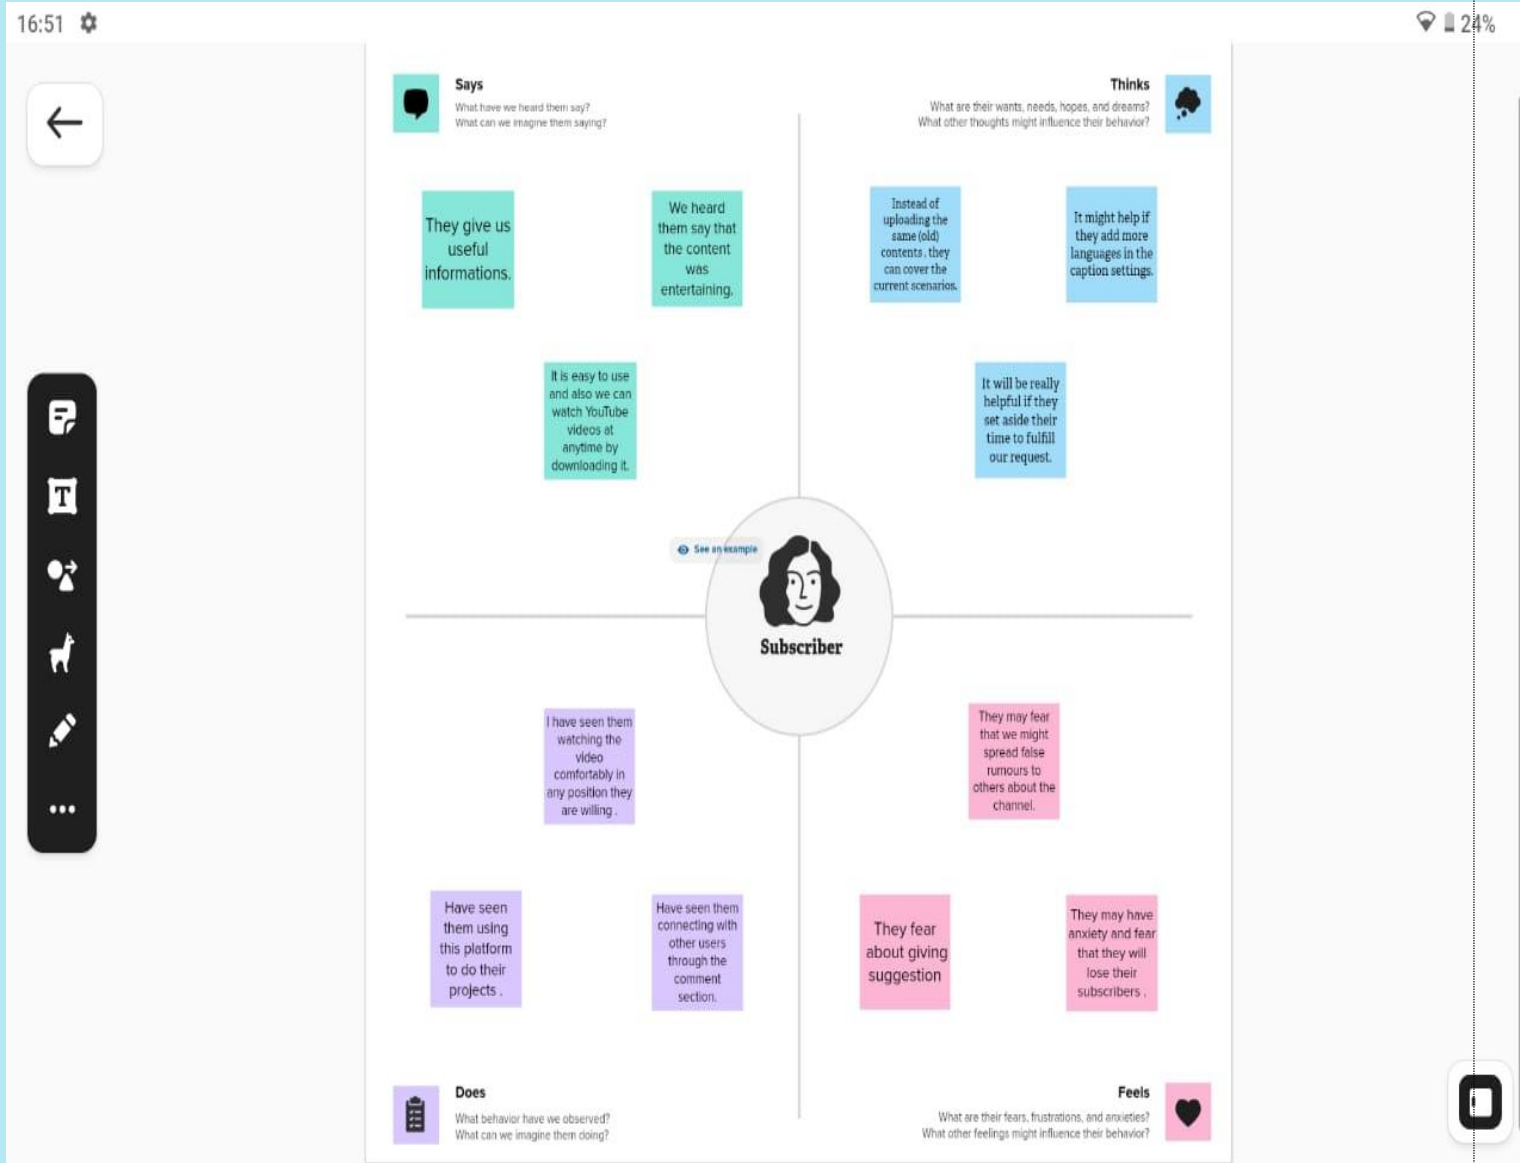 16:51
24%
Says
What have we heard them say?
What can we imagine them saying?
Thinks
What are their wants, needs, hopes, and dreams?
What other thoughts might influence their behavior?
They give us
useful
informations.
We heard
them say that
the content
was
entertaining.
Instead of
uploading the
same (old)
contents , they
can cover the
current scenarios.
It might help if
they add more
languages in the
caption settings.
It is easy to use
and also we can
watch YouTube
videos at
anytime by
downloading it.
It will be really
helpful if they
set aside their
time to fulfill
our request.
See an example
Subscriber
I have seen them
watching the
video
comfortably in
any position they
are willing .
They may fear
that we might
spread false
rumours to
others about the
channel.
Have seen
them using
this platform
to do their
projects .
Have seen them
connecting with
other users
through the
comment
section.
They fear
about giving
suggestion
They may have
anxiety and fear
that they will
lose their
subscribers .
Does
What behavior have we observed?
What can we imagine them doing?
Feels
What are their fears, frustrations, and anxieties?
What other feelings might influence their behavior?